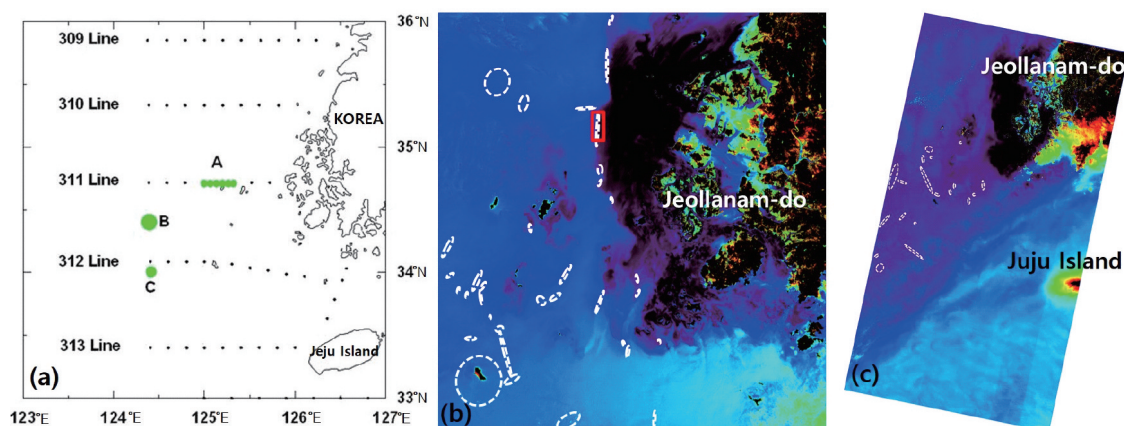 309 Line
310 Line
KOREA
A
311 Line
B
312 Line
C
313 Line
Jeju Island
(a)
123°E
124°E
125°E
126°E
127°E
36°N
35°N
34°N
33°N
Jeollanam-do
(b)
Jeollanam-do
Juju Island
(c)